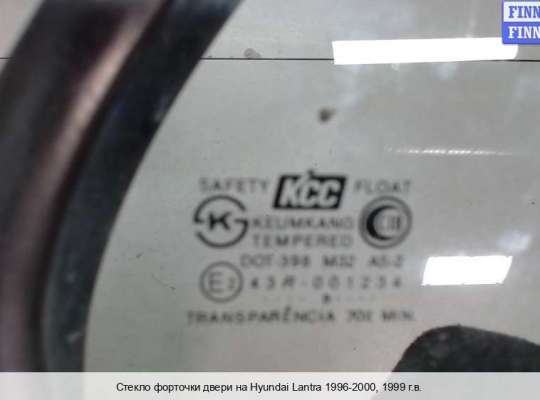 FINN
FINN
SAFETY KCC FLOAT
KEUMKANG
TEMPERED
DOT-398 M32 AS-2
E2 43R-001234
TRANSPARÊNCIA 70% MIN.
Стекло форточки двери на Hyundai Lantra 1996-2000, 1999 г.в.